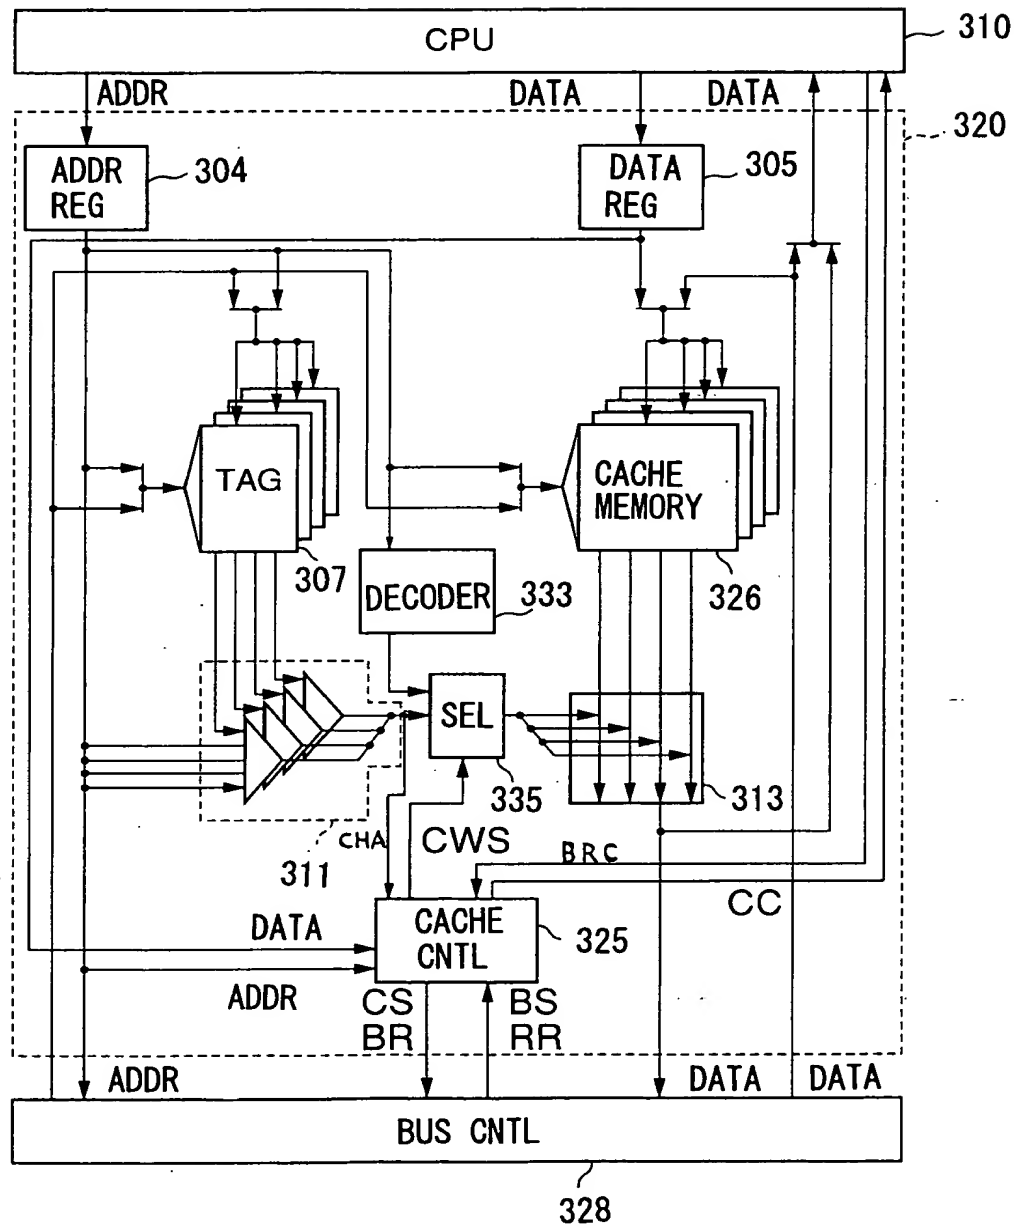 CPU
310
ADDR
DATA
DATA
320
ADDR
REG
304
DATA
REG
305
TAG
307
CACHE
MEMORY
326
DECODER
333
SEL
335
313
311
CHA
CWS
BRC
CC
DATA
ADDR
CACHE
CNTL
325
CS
BR
BS
RR
ADDR
DATA
DATA
BUS CNTL
328